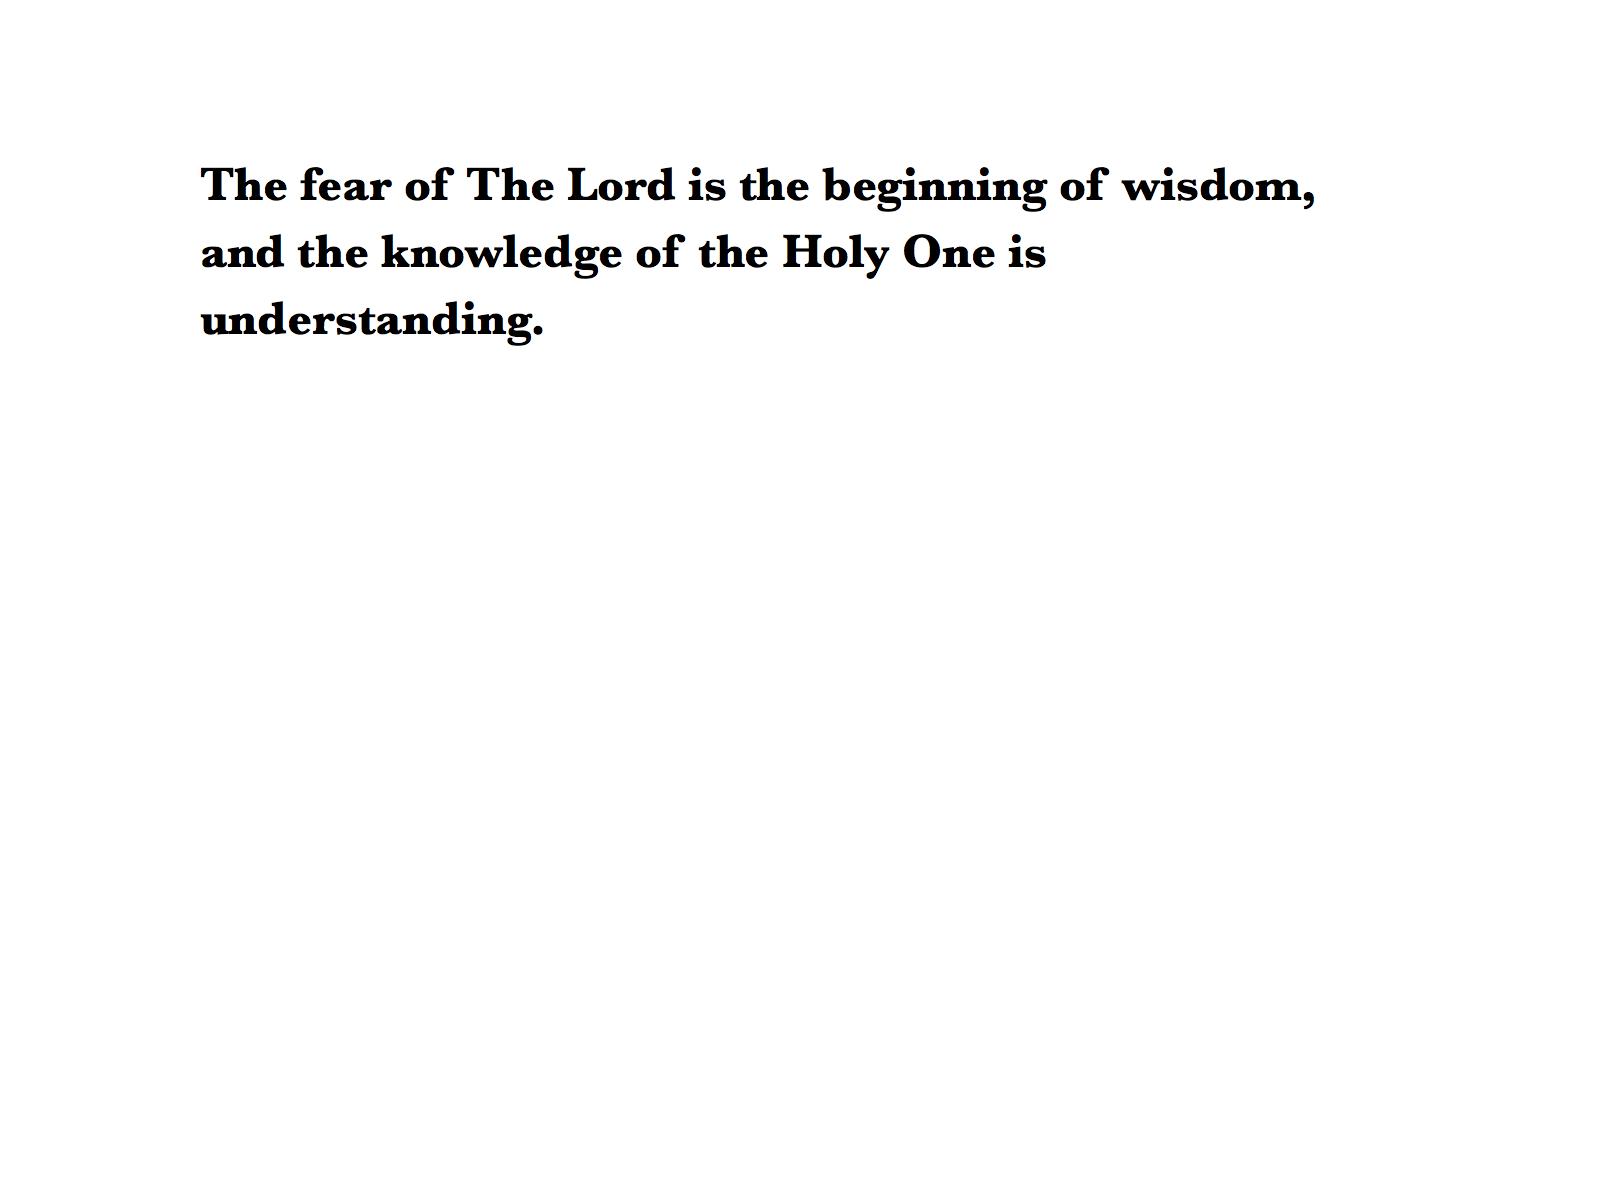 The fear of The Lord is the beginning of wisdom,
and the knowledge of the Holy One is
understanding.